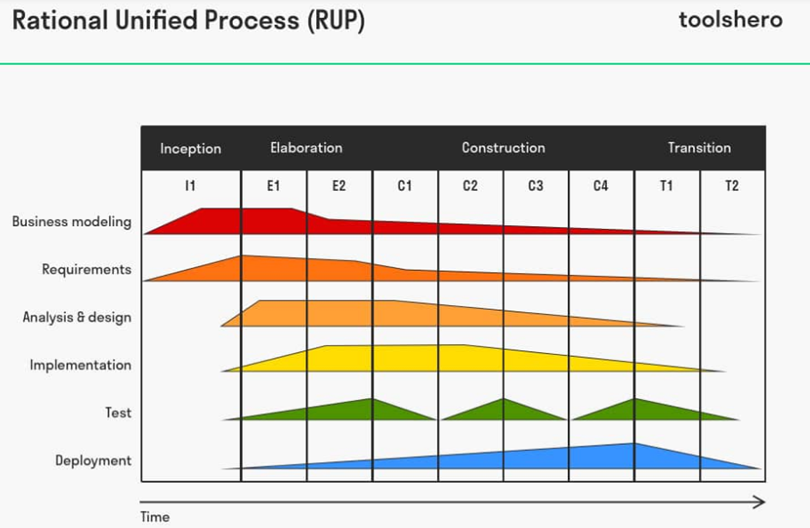 Rational Unified Process (RUP)
toolshero
Inception Elaboration Construction Transition
I1 E1 E2 C1 C2 C3 C4 T1 T2
Business modeling
Requirements
Analysis & design
Implementation
Test
Deployment
Time